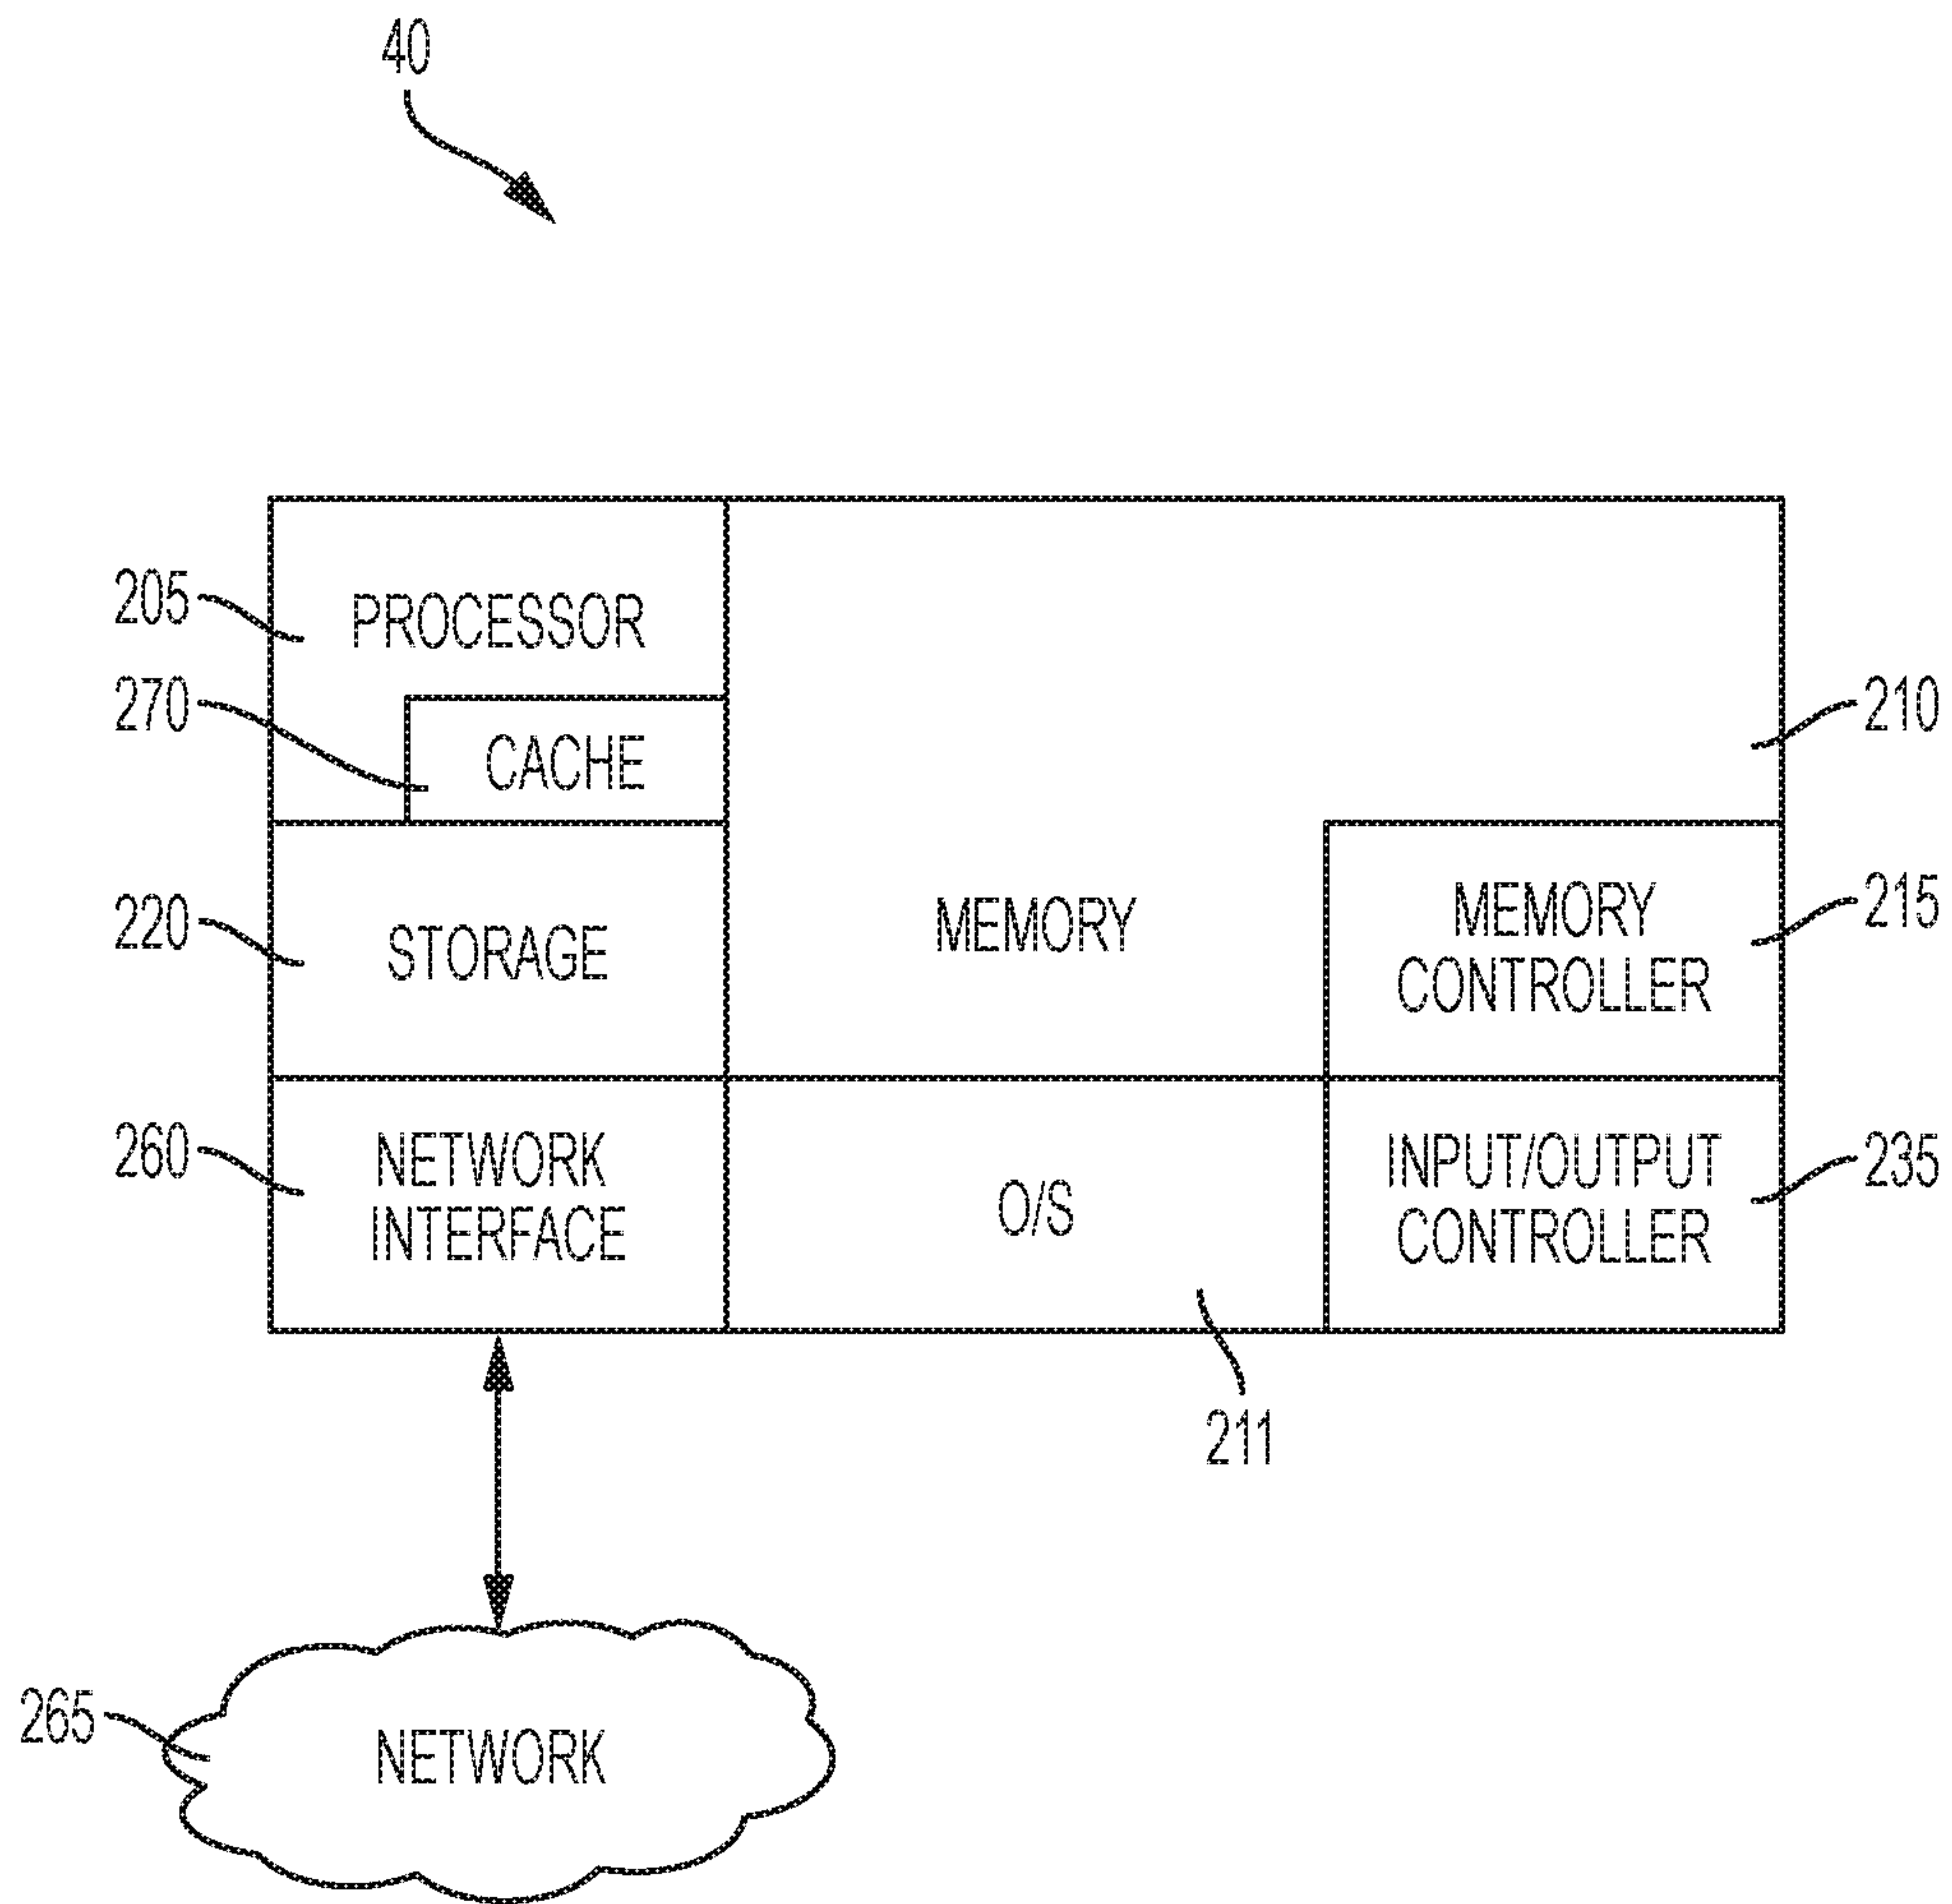 40
205
PROCESSOR
270
CACHE
210
220
STORAGE
MEMORY
MEMORY
CONTROLLER
215
260
NETWORK
INTERFACE
O/S
INPUT/OUTPUT
CONTROLLER
235
211
265
NETWORK